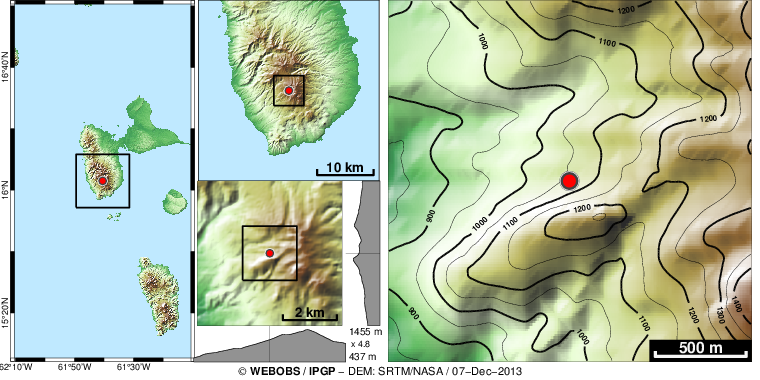 16°40'N
16°N
15°20'N
62°10'W
61°50'W
61°30'W
10 km
2 km
1455 m
x 4.8
437 m
1200
1000
1100
1200
900
1200
1000
1100
900
1000
1100
1200
1300
1400
500 m
© WEBOBS / IPGP – DEM: SRTM/NASA / 07–Dec–2013